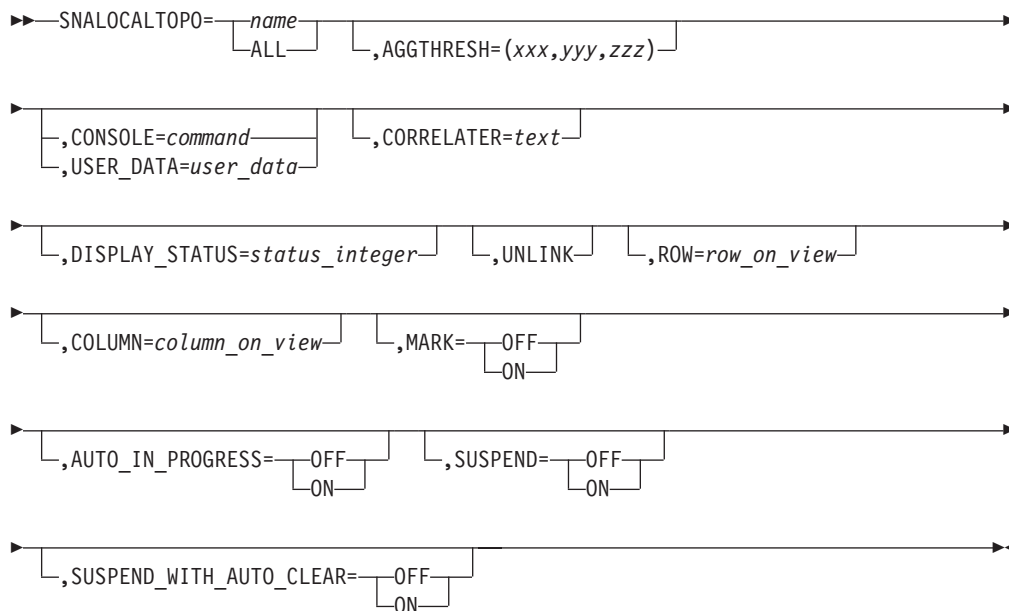 SNALOCALTOPO= name
ALL ,AGGTHRESH=(xxx,yyy,zzz)
,CONSOLE=command ,CORRELATER=text
,USER_DATA=user_data
,DISPLAY_STATUS=status_integer ,UNLINK ,ROW=row_on_view
,COLUMN=column_on_view ,MARK= OFF
ON
,AUTO_IN_PROGRESS= OFF ,SUSPEND= OFF
ON ON
,SUSPEND_WITH_AUTO_CLEAR= OFF
ON